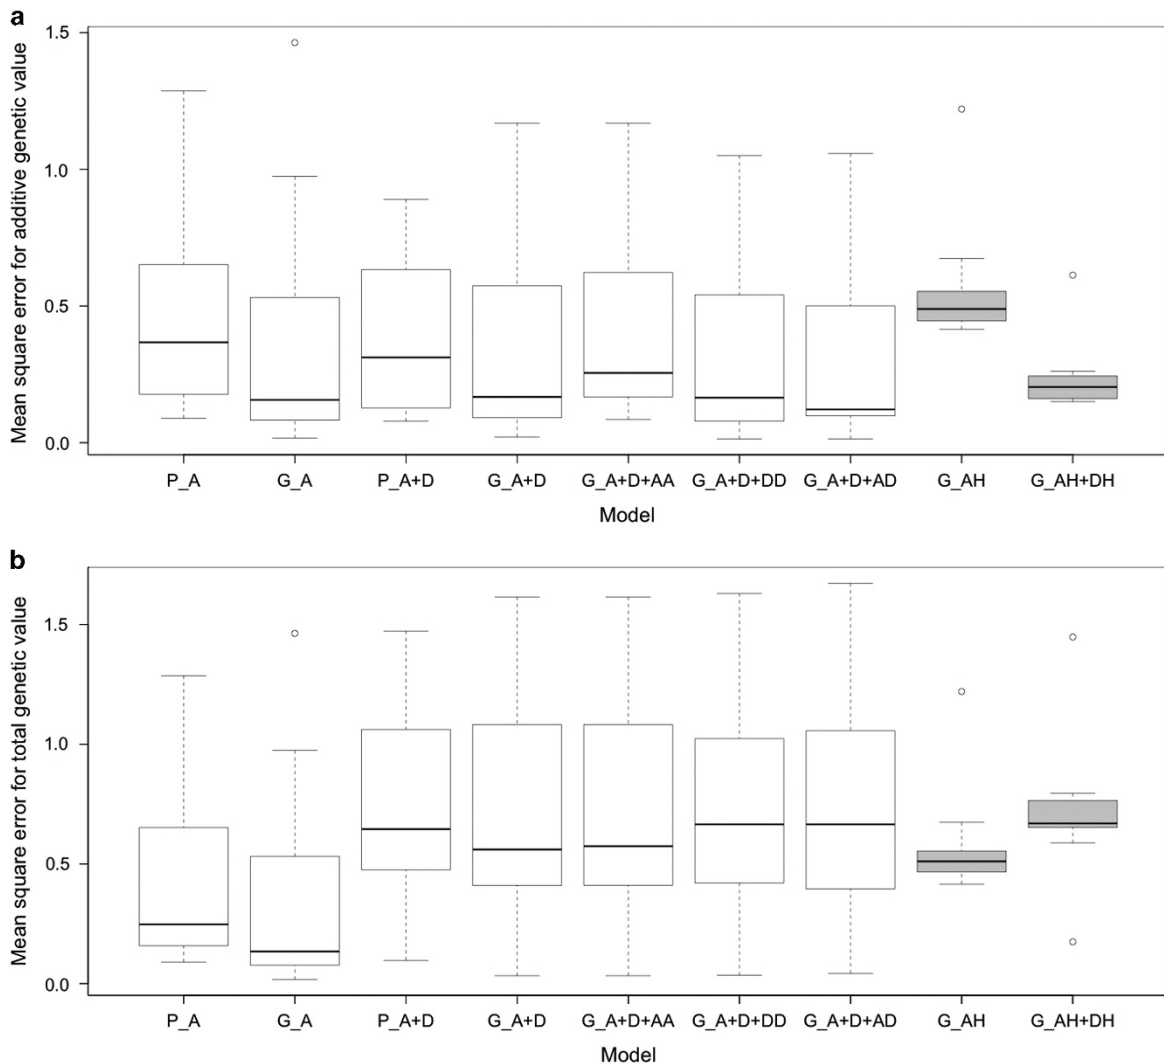 a
Mean square error for additive genetic value
1.5
1.0
0.5
0.0
P_A G_A P_A+D G_A+D G_A+D+AA G_A+D+DD G_A+D+AD G_AH G_AH+DH
Model
b
Mean square error for total genetic value
1.5
1.0
0.5
0.0
P_A G_A P_A+D G_A+D G_A+D+AA G_A+D+DD G_A+D+AD G_AH G_AH+DH
Model